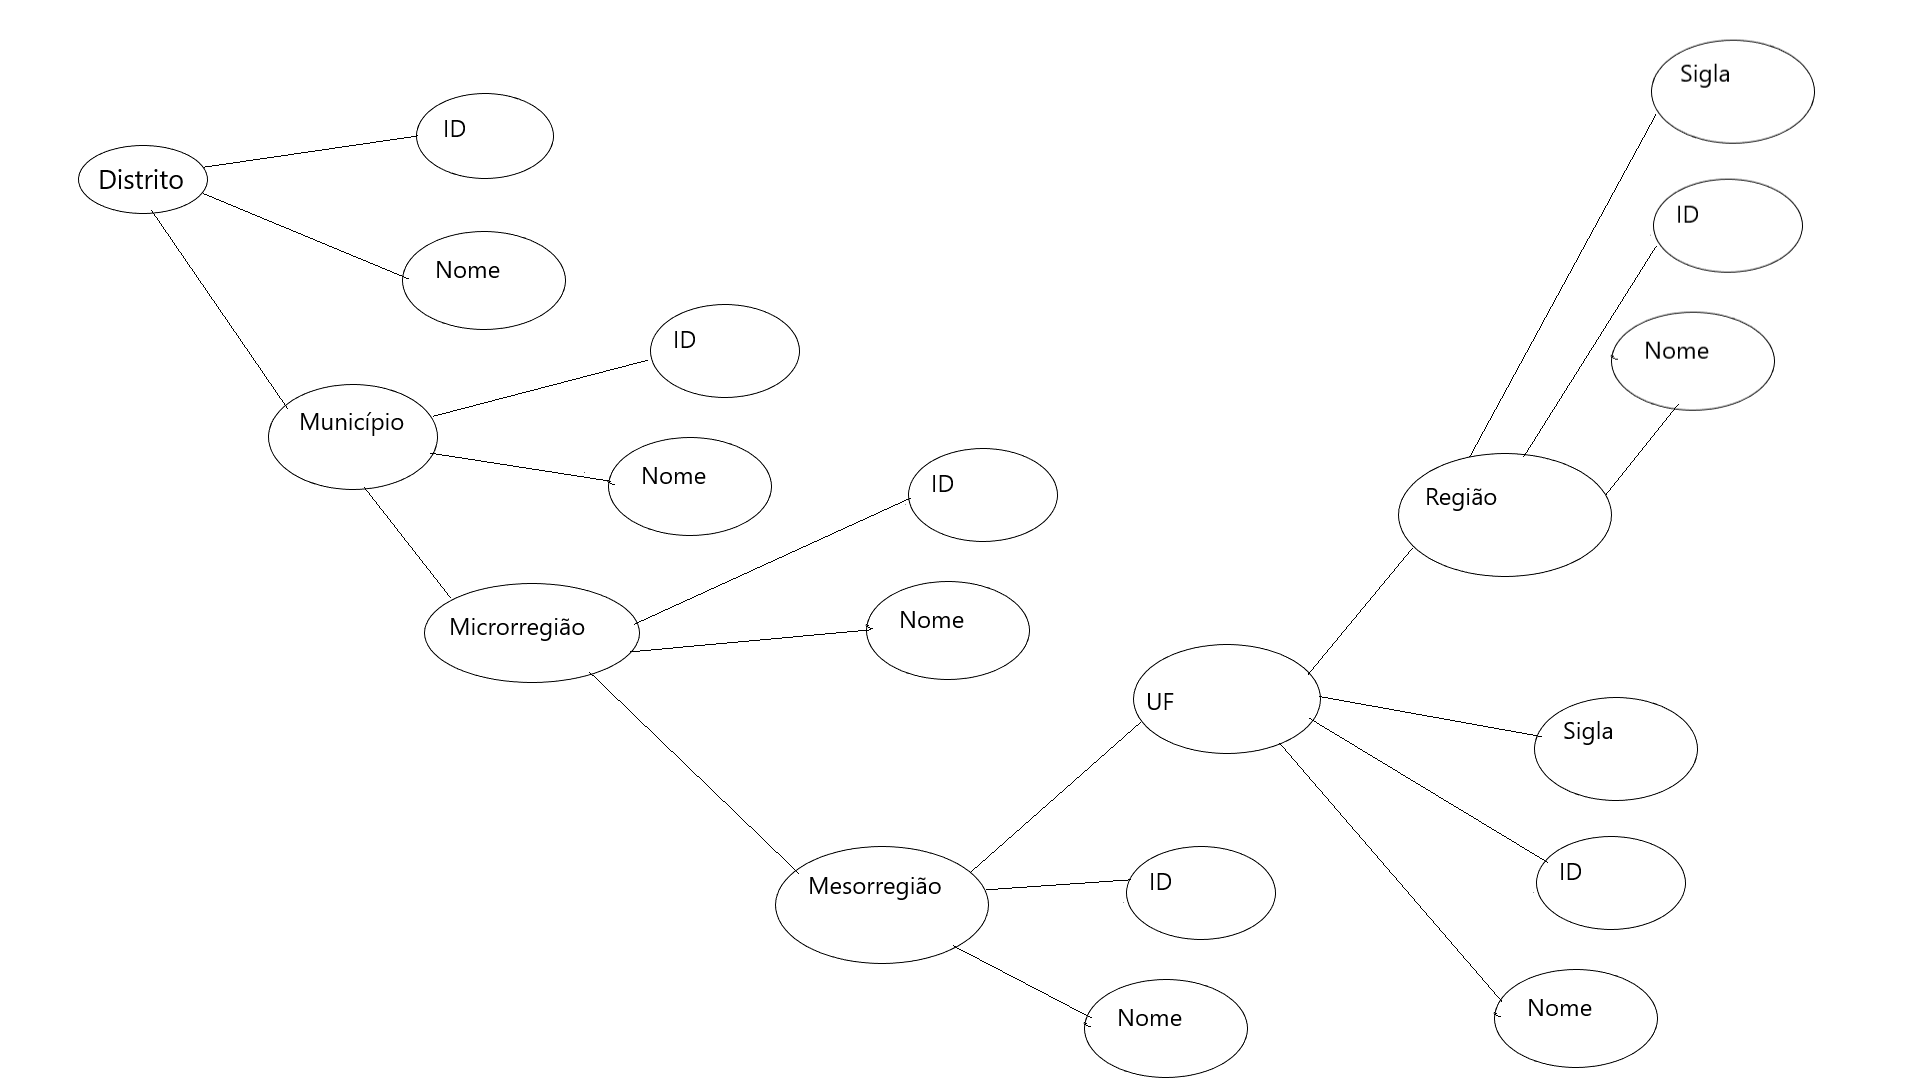 Sigla
ID
Distrito
ID
Nome
ID
Nome
Município
Nome
ID
Região
Microrregião
Nome
UF
Sigla
Mesorregião
ID
ID
Nome
Nome